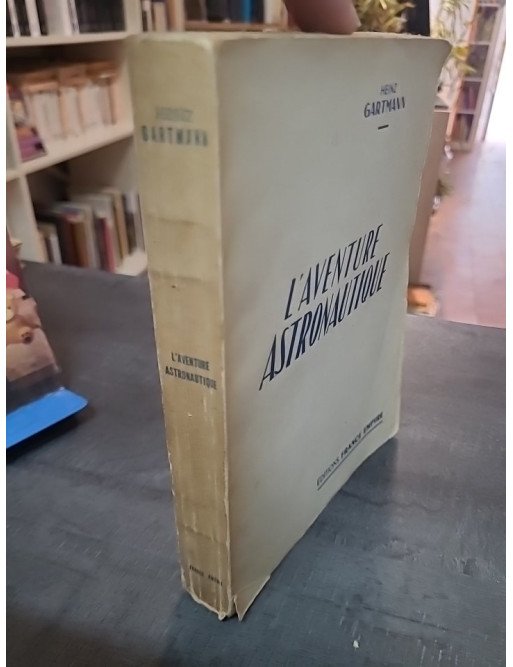 HEINZ
GARTMANN
L'AVENTURE
ASTRONAUTIQUE
EDITIONS FRANCE EMPIRE
GARTMANN
L'AVENTURE
ASTRONAUTIQUE